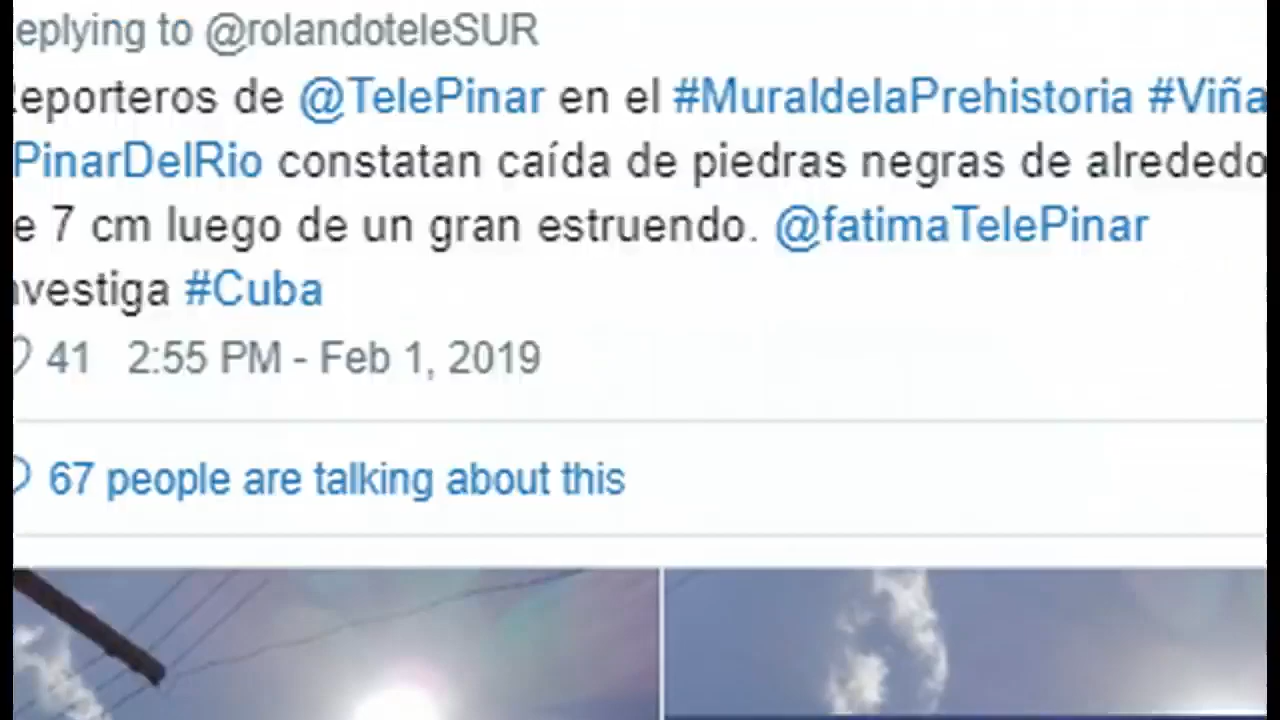 eplying to @rolandoteleSUR
eporteros de @TelePinar en el #MuraldelaPrehistoria #Viña
PinarDelRio constatan caída de piedras negras de alrededo
e 7 cm luego de un gran estruendo. @fatimaTelePinar
nvestiga #Cuba
41 2:55 PM - Feb 1, 2019
67 people are talking about this